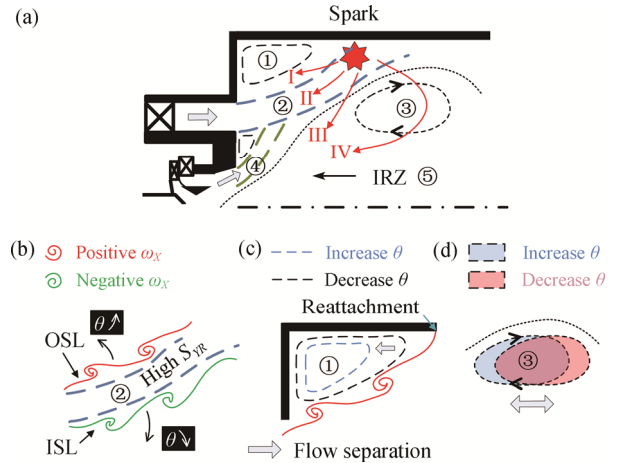 (a)
Spark
①
I
②
II
③
III
IV
④
IRZ ⑤
(b)
Positive ωX
Negative ωX
(c)
Increase θ
Decrease θ
(d)
Increase θ
Decrease θ
Reattachment
θ↗
OSL
High SYR
②
①
③
ISL
θ↘
Flow separation